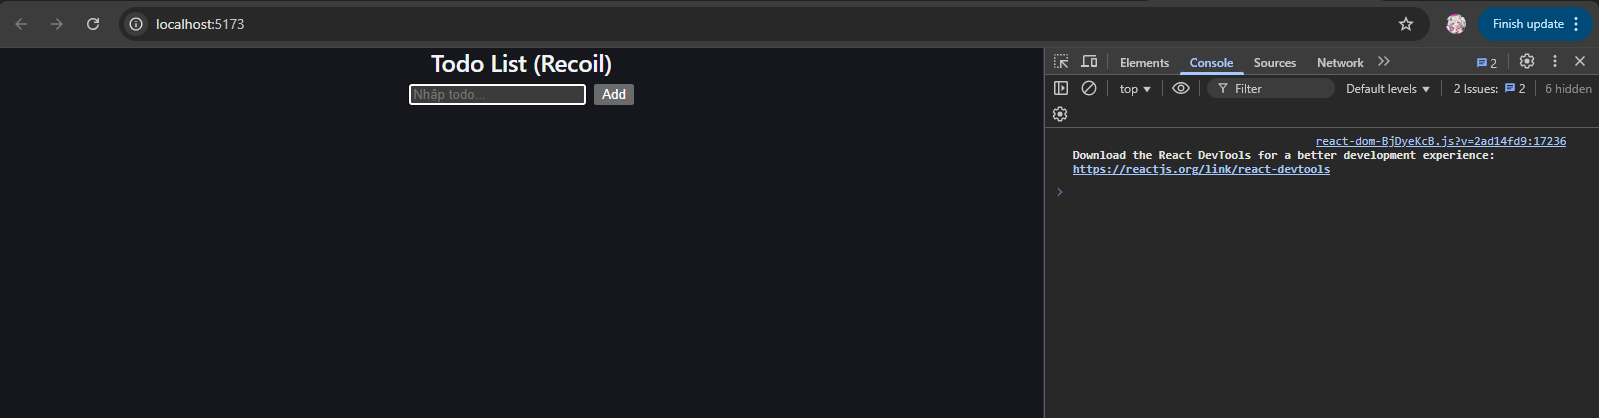 localhost:5173
Finish update
Todo List (Recoil)
Nhập todo...
Add
Elements
Console
Sources
Network
2
top
Filter
Default levels
2 Issues:
2
6 hidden
react-dom-BjDyeKcB.js?v=2ad14fd9:17236
Download the React DevTools for a better development experience:
https://reactjs.org/link/react-devtools